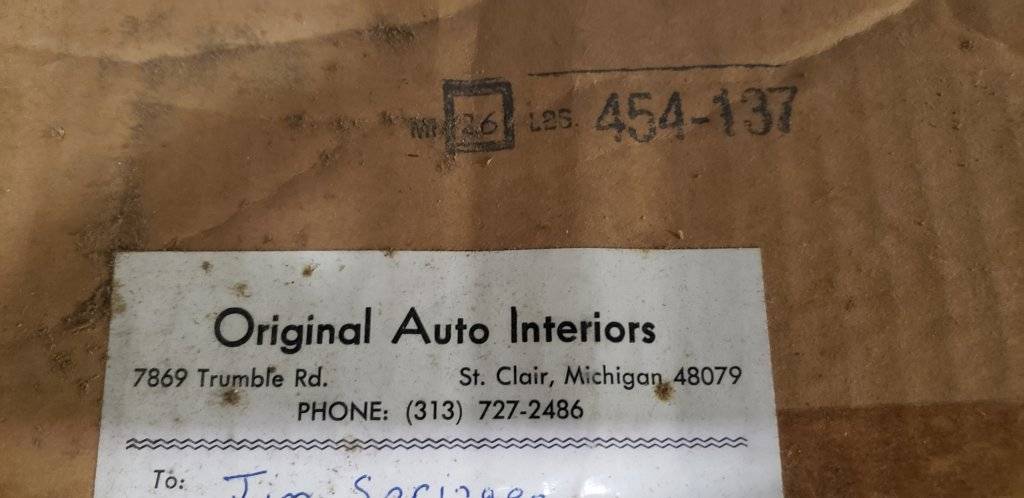 26 LBS. 454-137
Original Auto Interiors
7869 Trumble Rd. St. Clair, Michigan 48079
PHONE: (313) 727-2486
To: Jim